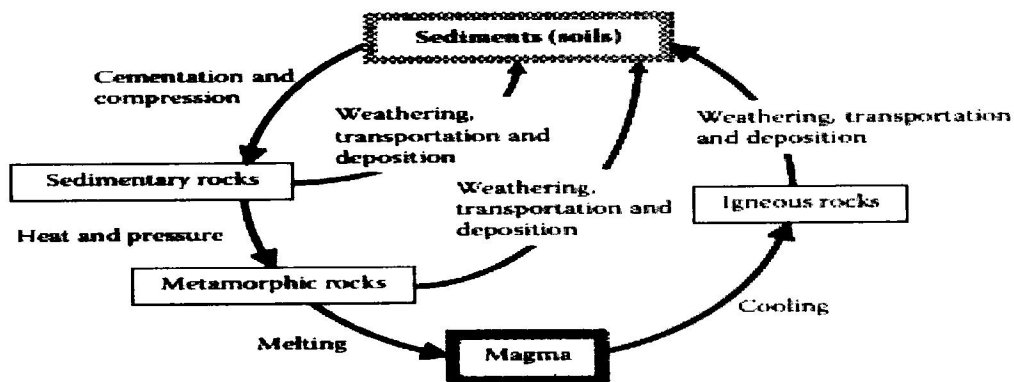 Sediments (soils)
Cementation and
compression
Weathering,
transportation and
deposition
Weathering, transportation
and deposition
Sedimentary rocks
Weathering,
transportation and
deposition
Igneous rocks
Heat and pressure
Metamorphic rocks
Cooling
Melting
Magma